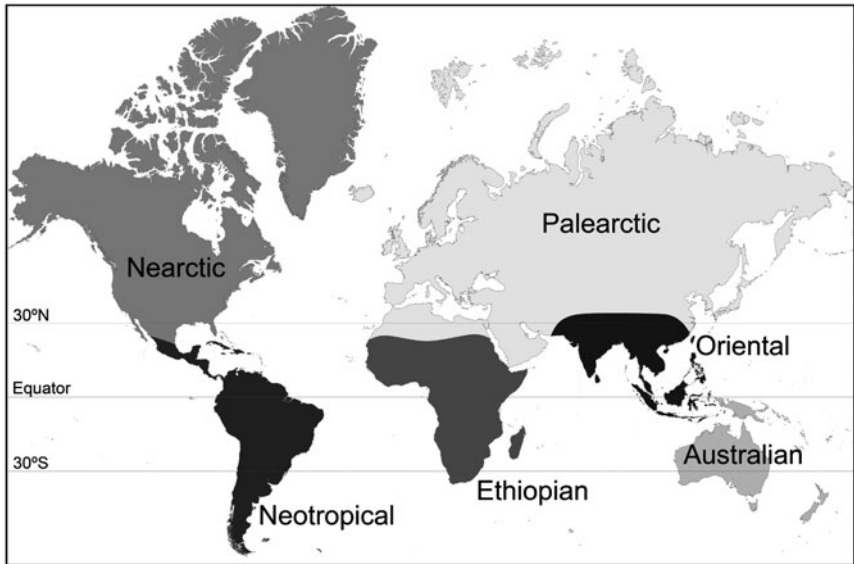 Palearctic
Nearctic
30ºN
Oriental
Equator
Australian
30ºS
Ethiopian
Neotropical